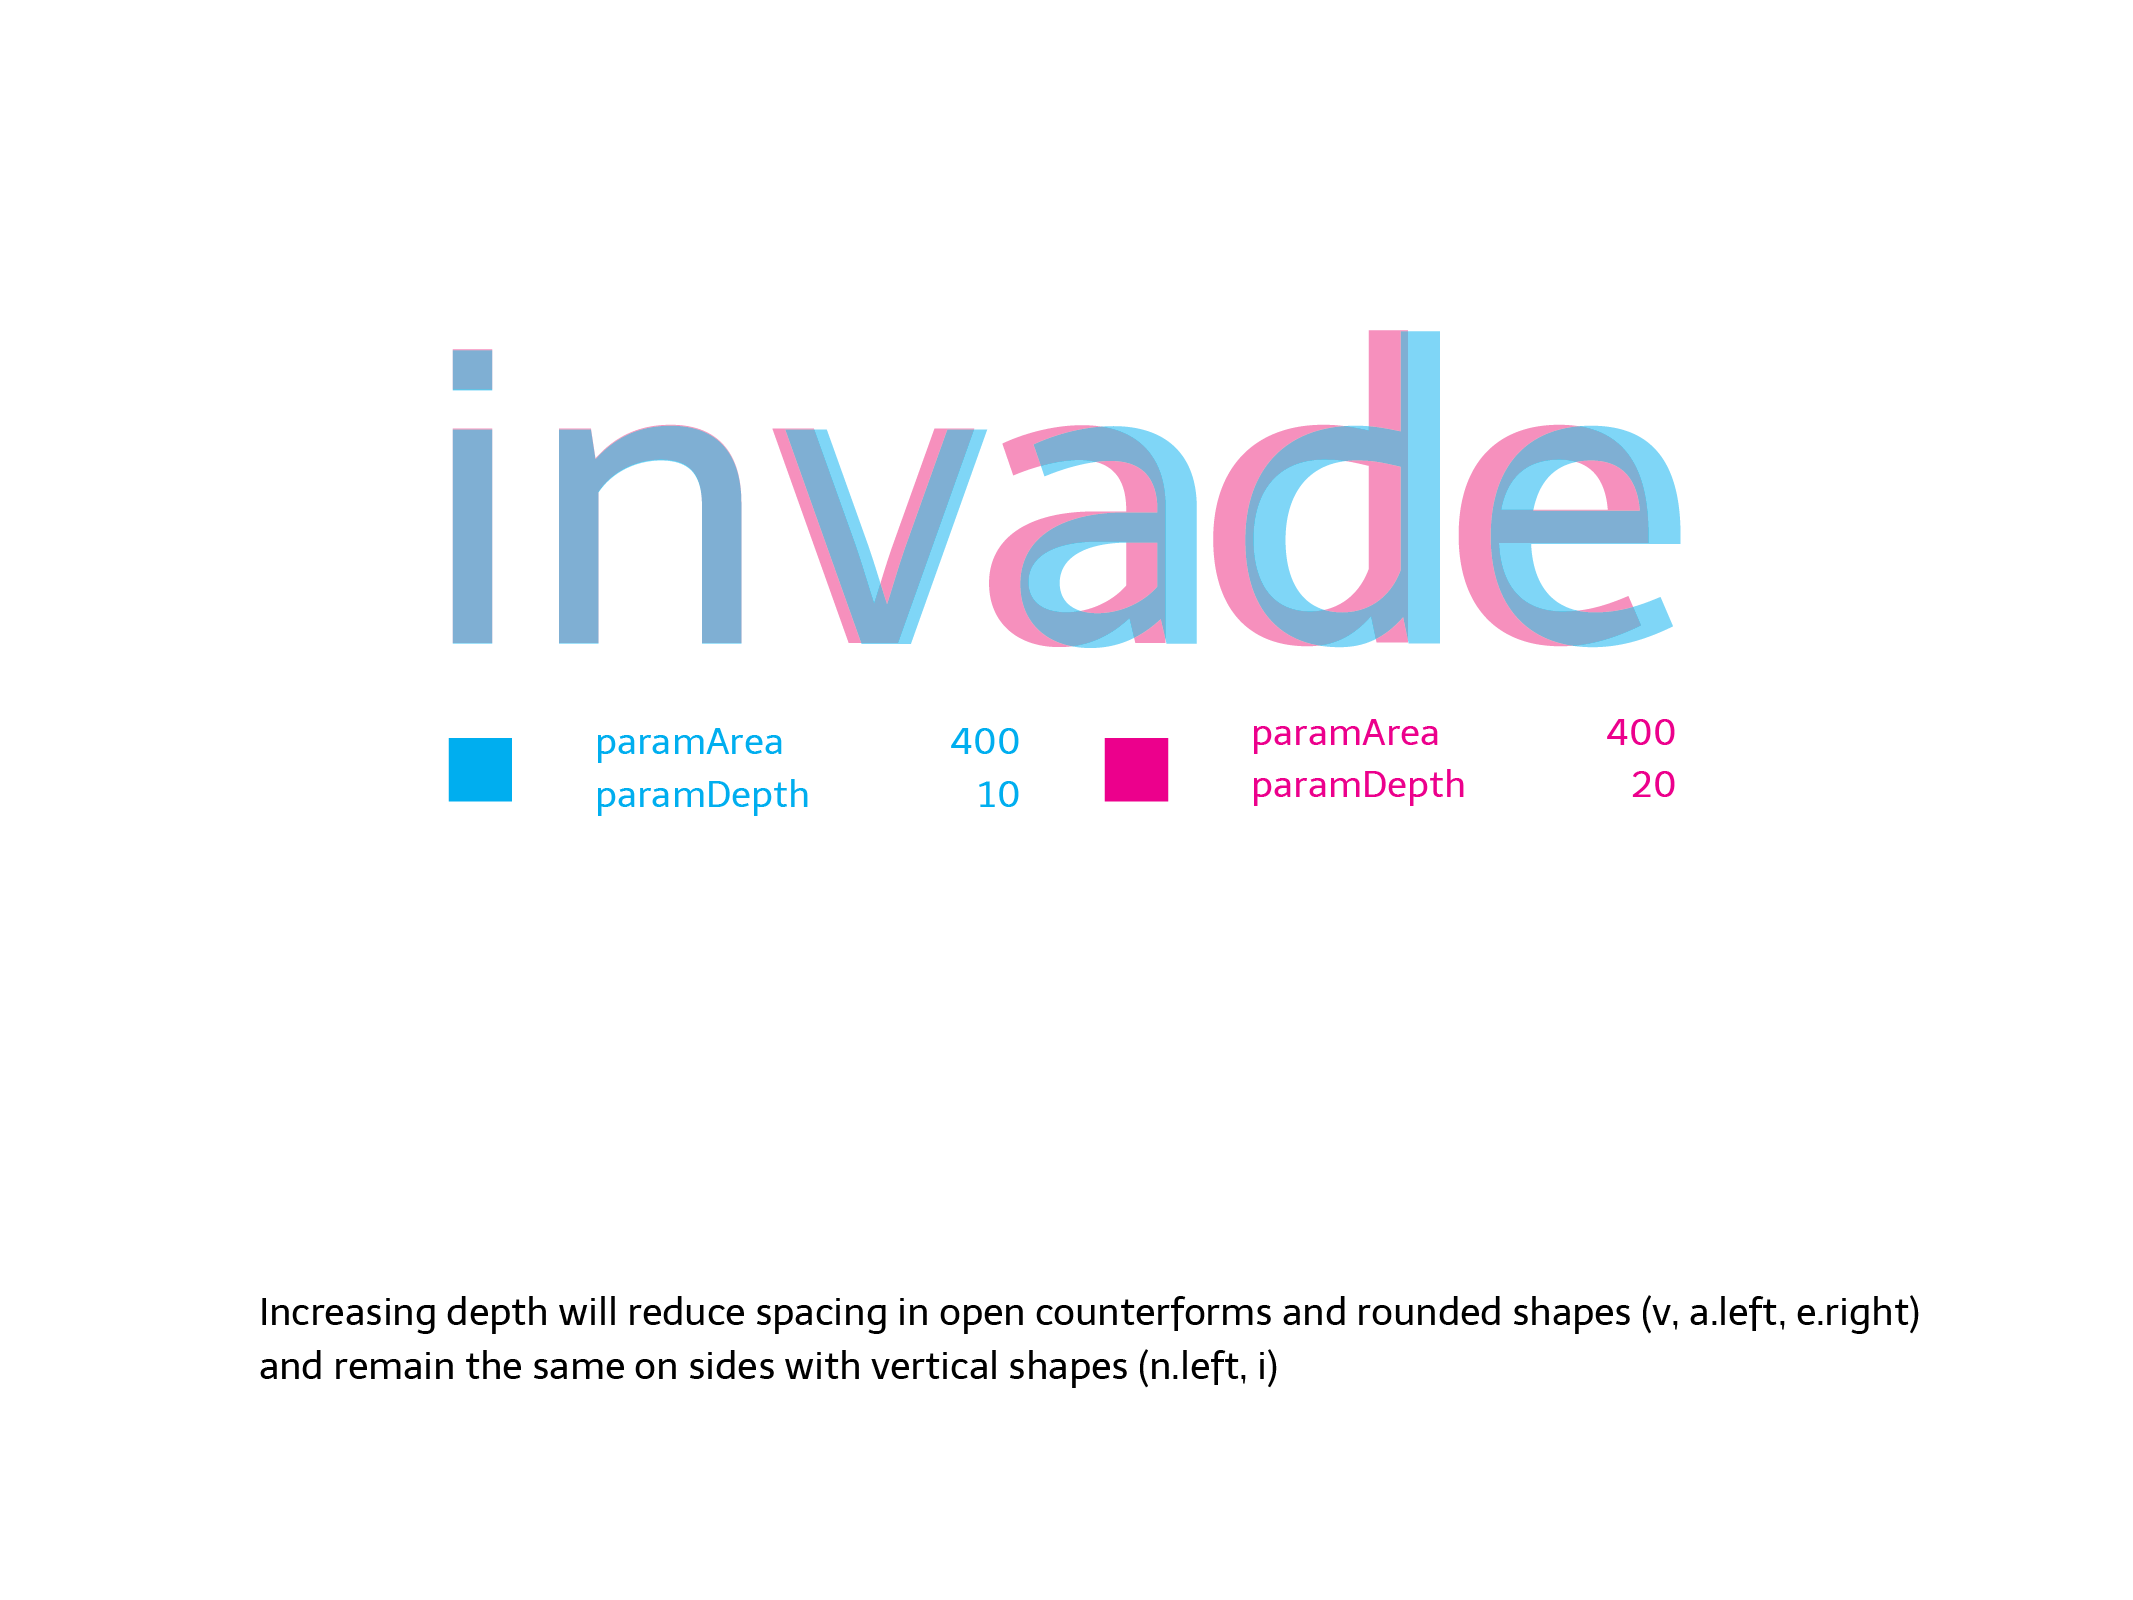 invade
paramArea 400 paramArea 400
paramDepth 10 paramDepth 20
Increasing depth will reduce spacing in open counterforms and rounded shapes (v, a.left, e.right)
and remain the same on sides with vertical shapes (n.left, i)